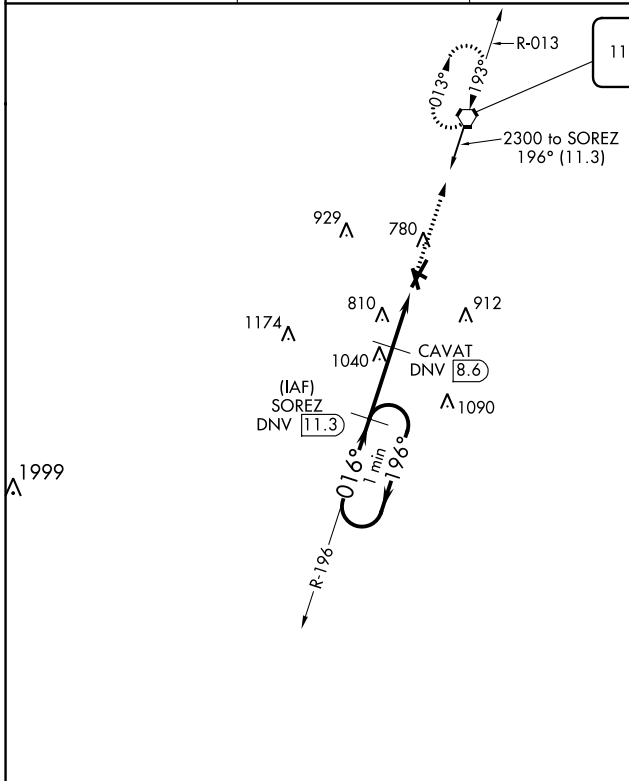 R-013
11
013°
193°
2300 to SOREZ
196° (11.3)
929
780
810
912
1174
1040
CAVAT
DNV 8.6
(IAF)
SOREZ
DNV 11.3
1090
016°
1 min
196°
1999
R-196